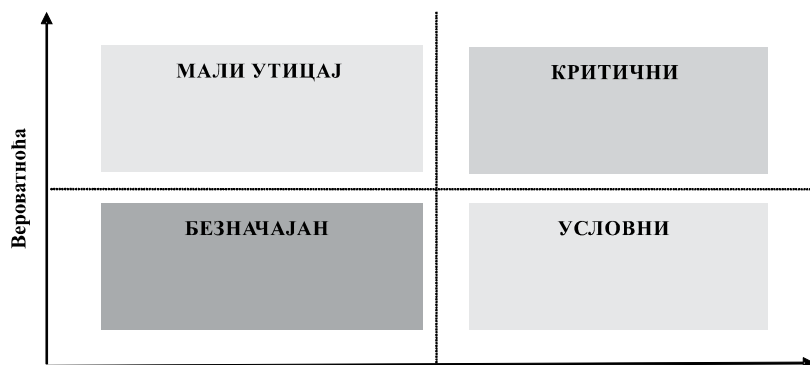 МАЛИ УТИЦАЈ
КРИТИЧНИ
Вероватноћа
БЕЗНАЧАЈАН
УСЛОВНИ